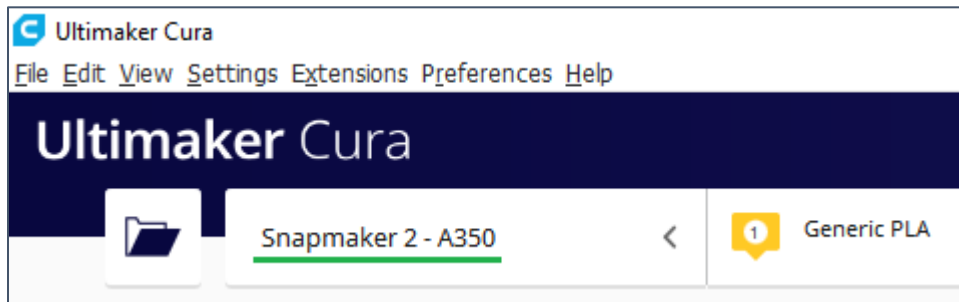 Ultimaker Cura
File Edit View Settings Extensions Preferences Help
Ultimaker Cura
Snapmaker 2 - A350
1
Generic PLA